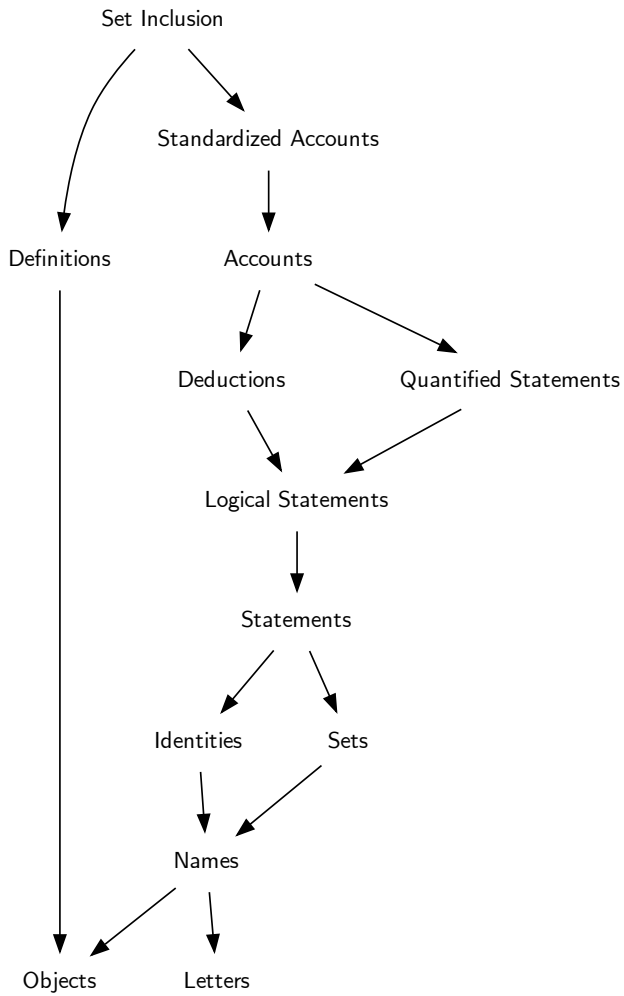 Set Inclusion
Standardized Accounts
Definitions
Accounts
Deductions
Quantified Statements
Logical Statements
Statements
Identities
Sets
Names
Objects
Letters